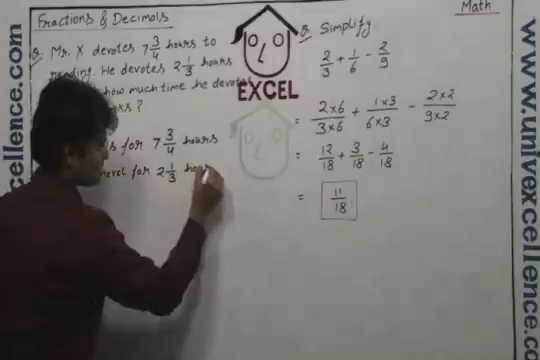 Math
Fractions & Decimals
Q. Mr. X devotes 7 3/4 hours to
reading. He devotes 2 1/3 hours
how much time he devotes
?
s for 7 3/4 hours
novel for 2 1/3 hour
EXCEL
Q. Simplify.
2/3 + 1/6 - 2/9
= 2×6/3×6 + 1×3/6×3 - 2×2/9×2
= 12/18 + 3/18 - 4/18
= 11/18
www.univexcellence.com